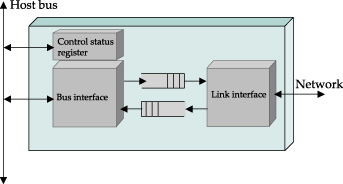 Host bus
Control status
register
Bus interface
Link interface
Network